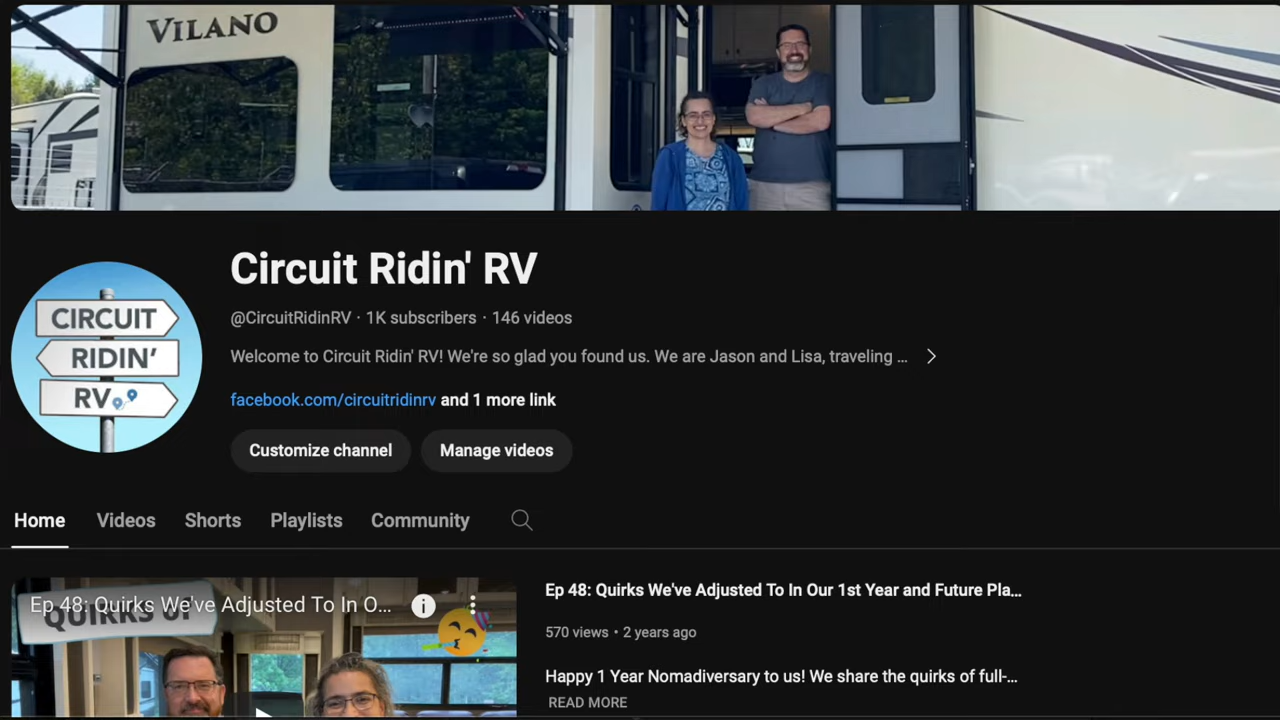 VILANO
Circuit Ridin' RV
@CircuitRidinRV · 1K subscribers · 146 videos
CIRCUIT
RIDIN'
RV
Welcome to Circuit Ridin' RV! We're so glad you found us. We are Jason and Lisa, traveling ...
facebook.com/circuitridinrv and 1 more link
Customize channel
Manage videos
Home Videos Shorts Playlists Community
Ep 48: Quirks We've Adjusted To In O...
QUIRKS OF
Ep 48: Quirks We've Adjusted To In Our 1st Year and Future Pla...
570 views • 2 years ago
Happy 1 Year Nomadiversary to us! We share the quirks of full-...
READ MORE